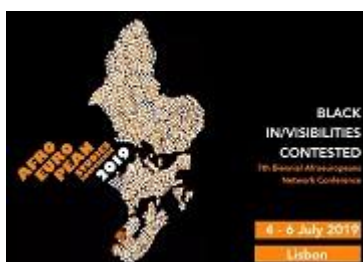 AFRO
EURO
PEAN
2019
BLACK
IN/VISIBILITIES
CONTESTED
7th Biennial Afroeuropeans
Network Conference
4 - 6 July 2019
Lisbon